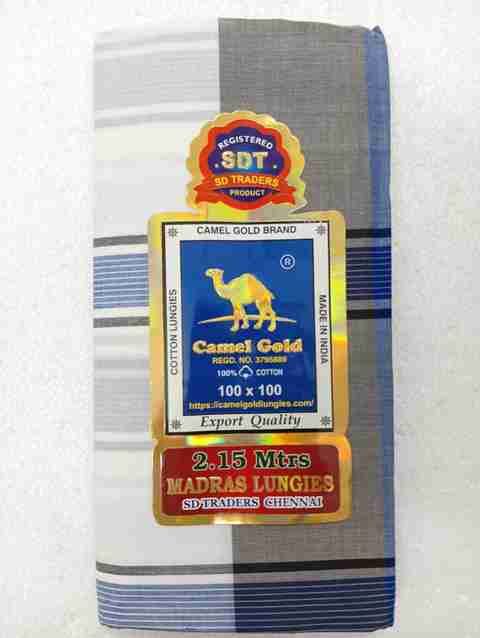 REGISTERED
SDT
SD TRADERS
PRODUCT
CAMEL GOLD BRAND
COTTON LUNGIES
MADE IN INDIA
®
Camel Gold
REGD. NO. 3795889
100% COTTON
100 x 100
https://camelgoldlungies.com/
Export Quality
2.15 Mtrs
MADRAS LUNGIES
SD TRADERS CHENNAI